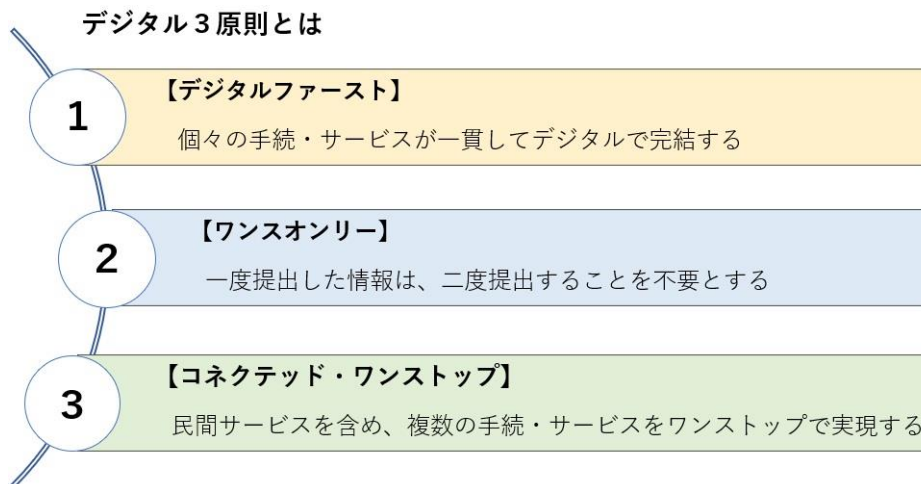 デジタル３原則とは
1
【デジタルファースト】
個々の手続・サービスが一貫してデジタルで完結する
2
【ワンスオンリー】
一度提出した情報は、二度提出することを不要とする
3
【コネクテッド・ワンストップ】
民間サービスを含め、複数の手続・サービスをワンストップで実現する